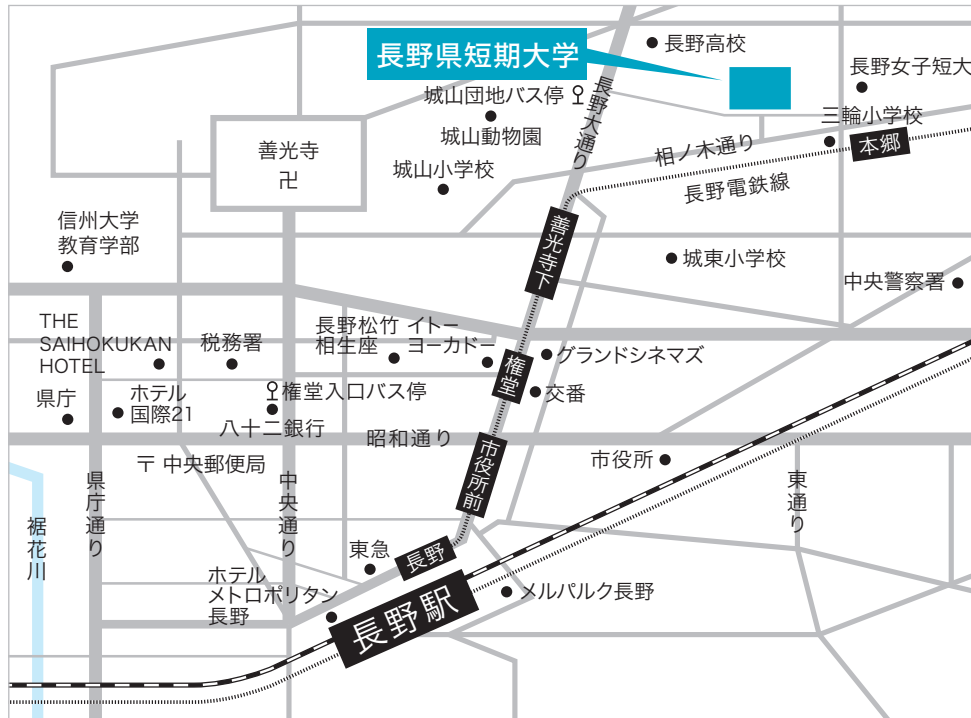 長野高校
長野県短期大学
長野女子短大
城山団地バス停
長野大通り
三輪小学校
城山動物園
本郷
善光寺
卍
相ノ木通り
城山小学校
長野電鉄線
信州大学
教育学部
善光寺下
城東小学校
中央警察署
THE
SAIHOKUKAN
HOTEL
税務署
長野松竹
相生座
イトー
ヨーカドー
グランドシネマズ
権堂
県庁
ホテル
国際21
権堂入口バス停
交番
八十二銀行
昭和通り
〒 中央郵便局
市役所前
市役所
県庁通り
中央通り
東通り
裾花川
東急
長野
ホテル
メトロポリタン
長野
長野駅
メルパルク長野